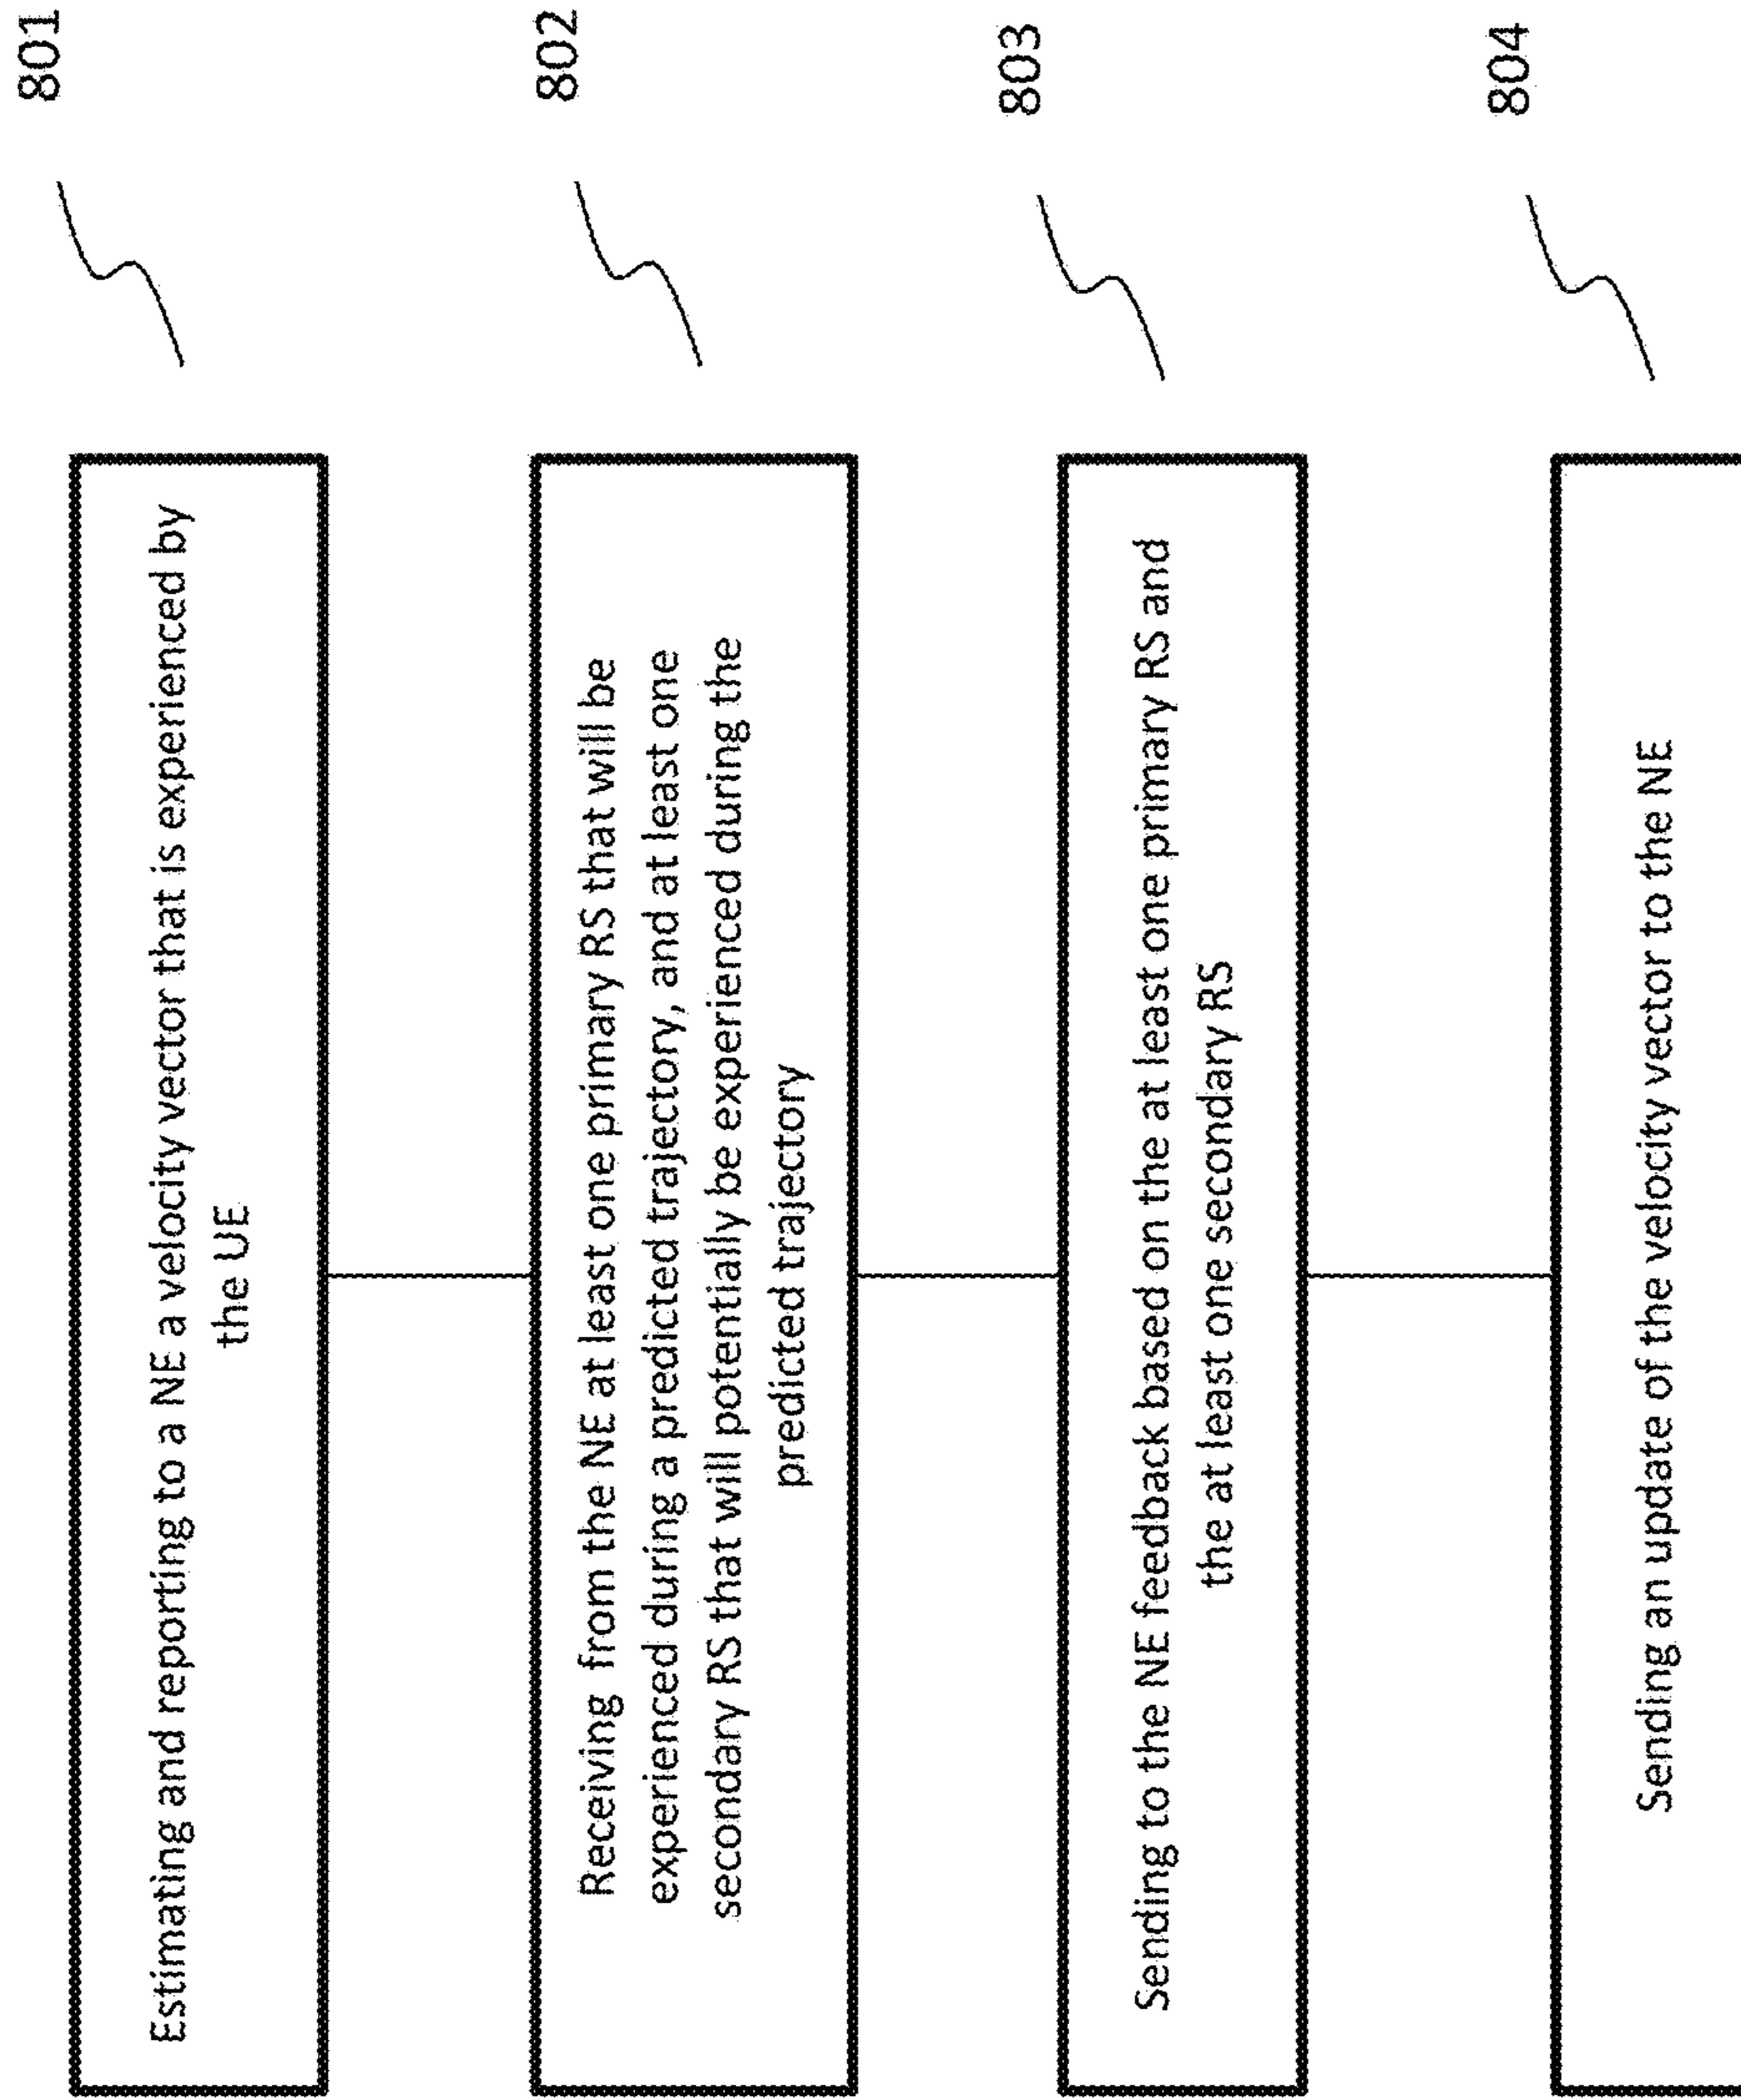 801
Estimating and reporting to a NE a velocity vector that is experienced by
the UE
802
Receiving from the NE at least one primary RS that will be
experienced during a predicted trajectory, and at least one
secondary RS that will potentially be experienced during the
predicted trajectory
803
Sending to the NE feedback based on the at least one primary RS and
the at least one secondary RS
804
Sending an update of the velocity vector to the NE